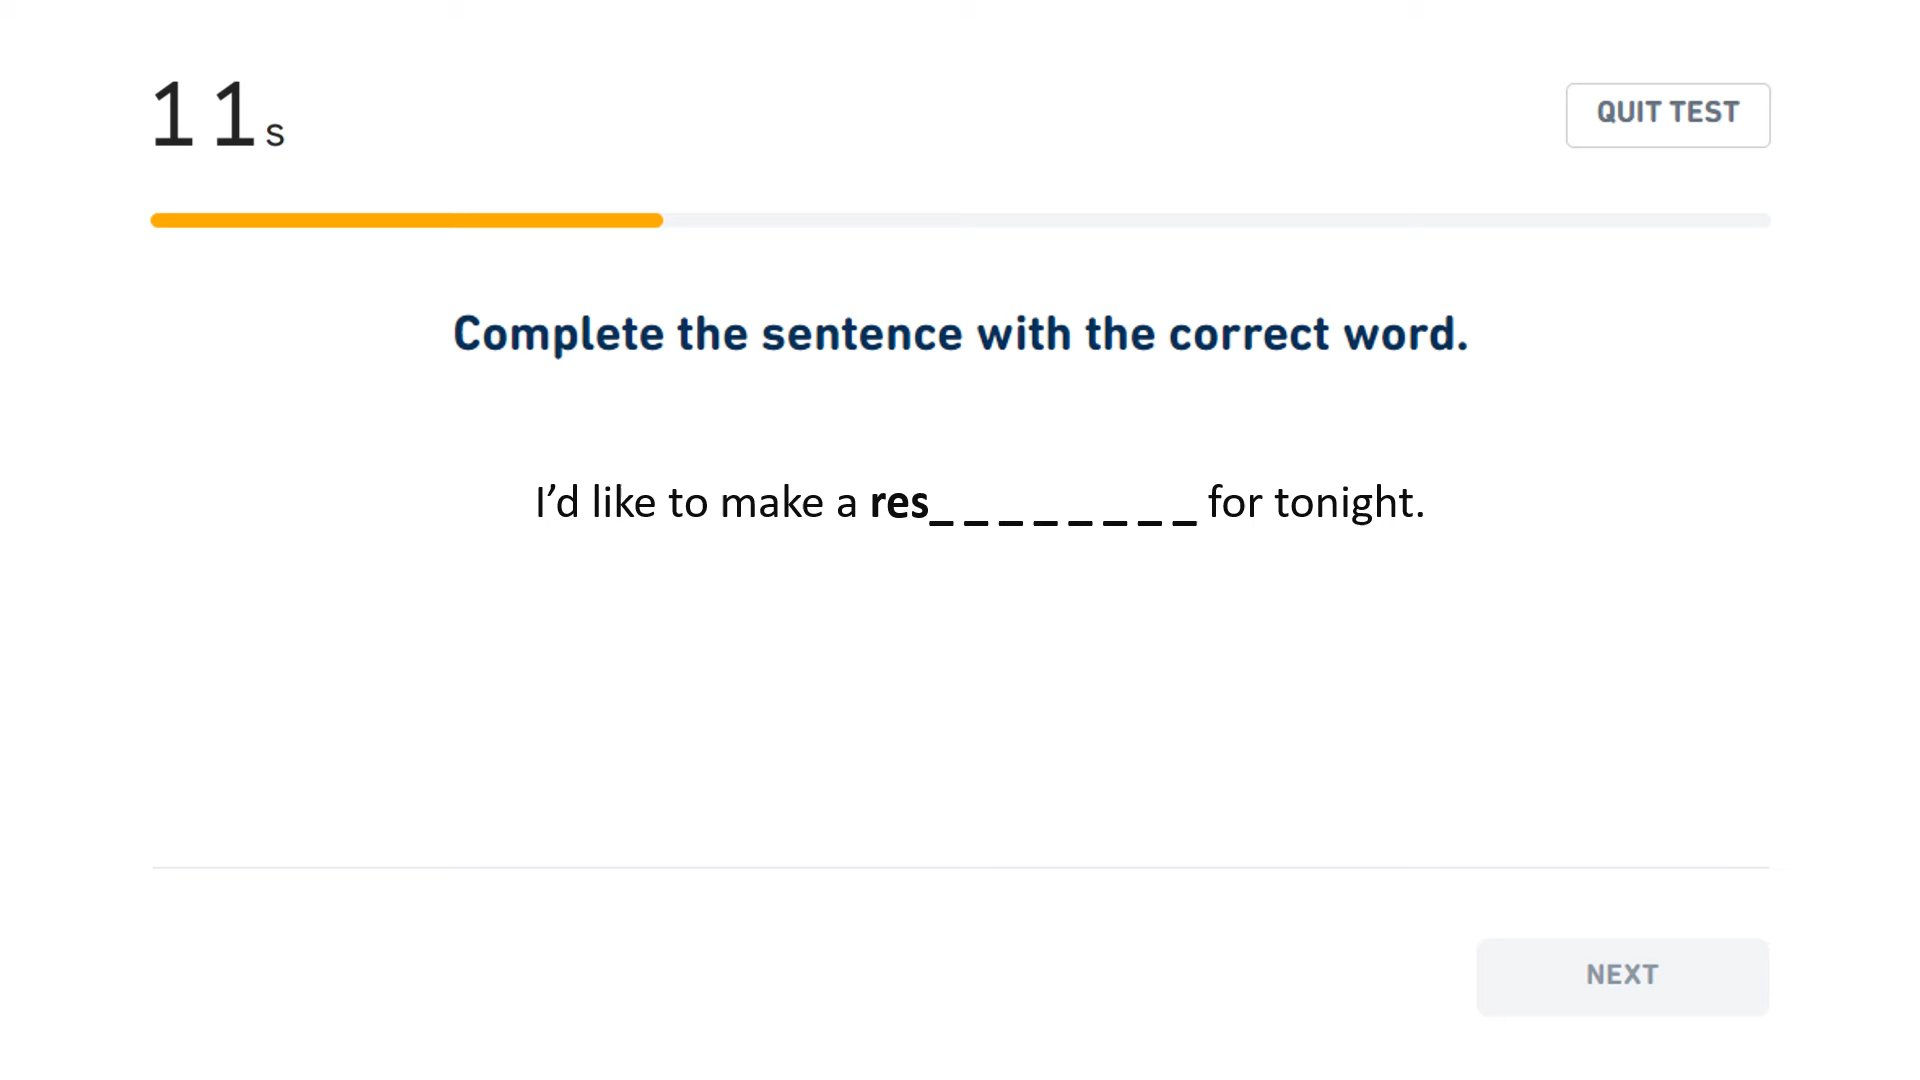 11s
QUIT TEST
Complete the sentence with the correct word.
I’d like to make a res_ _ _ _ _ _ _ _ for tonight.
NEXT